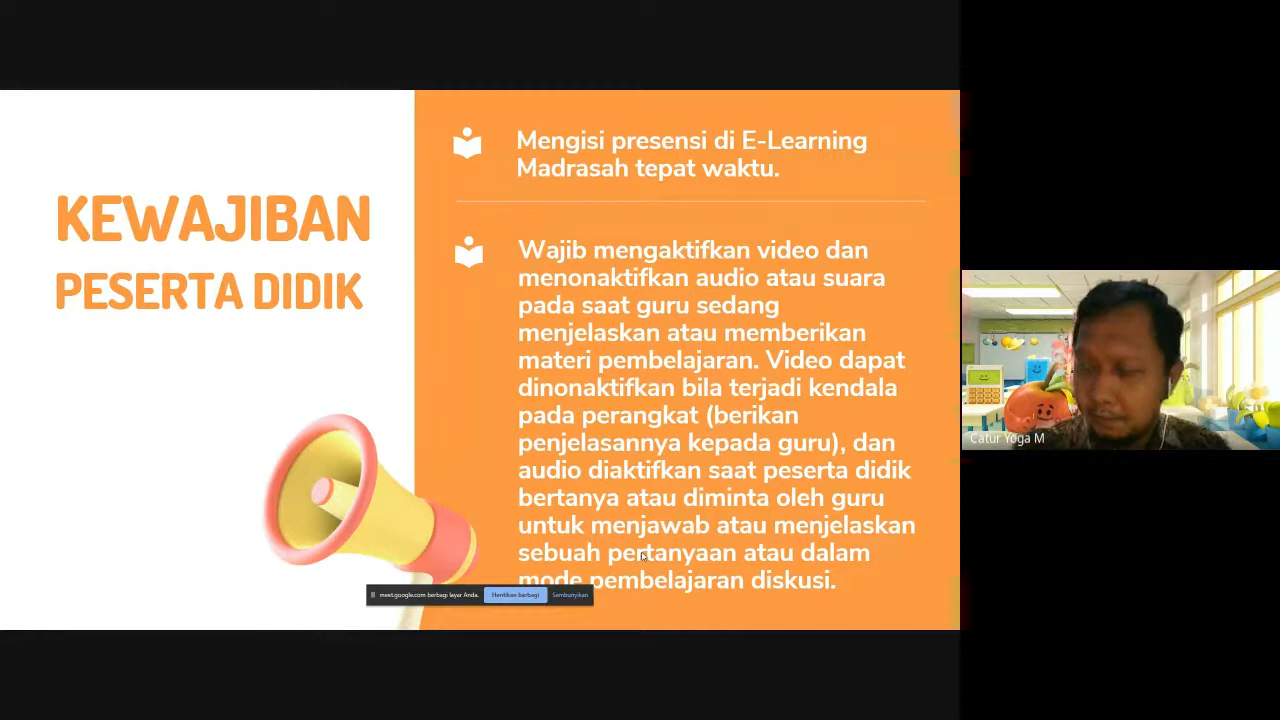 KEWAJIBAN
PESERTA DIDIK
Mengisi presensi di E-Learning
Madrasah tepat waktu.
Wajib mengaktifkan video dan
menonaktifkan audio atau suara
pada saat guru sedang
menjelaskan atau memberikan
materi pembelajaran. Video dapat
dinonaktifkan bila terjadi kendala
pada perangkat (berikan
penjelasannya kepada guru), dan
audio diaktifkan saat peserta didik
bertanya atau diminta oleh guru
untuk menjawab atau menjelaskan
sebuah pertanyaan atau dalam
mode pembelajaran diskusi.
meet.google.com berbagi layar Anda.
Hentikan berbagi
Sembunyikan
Catur Yoga M